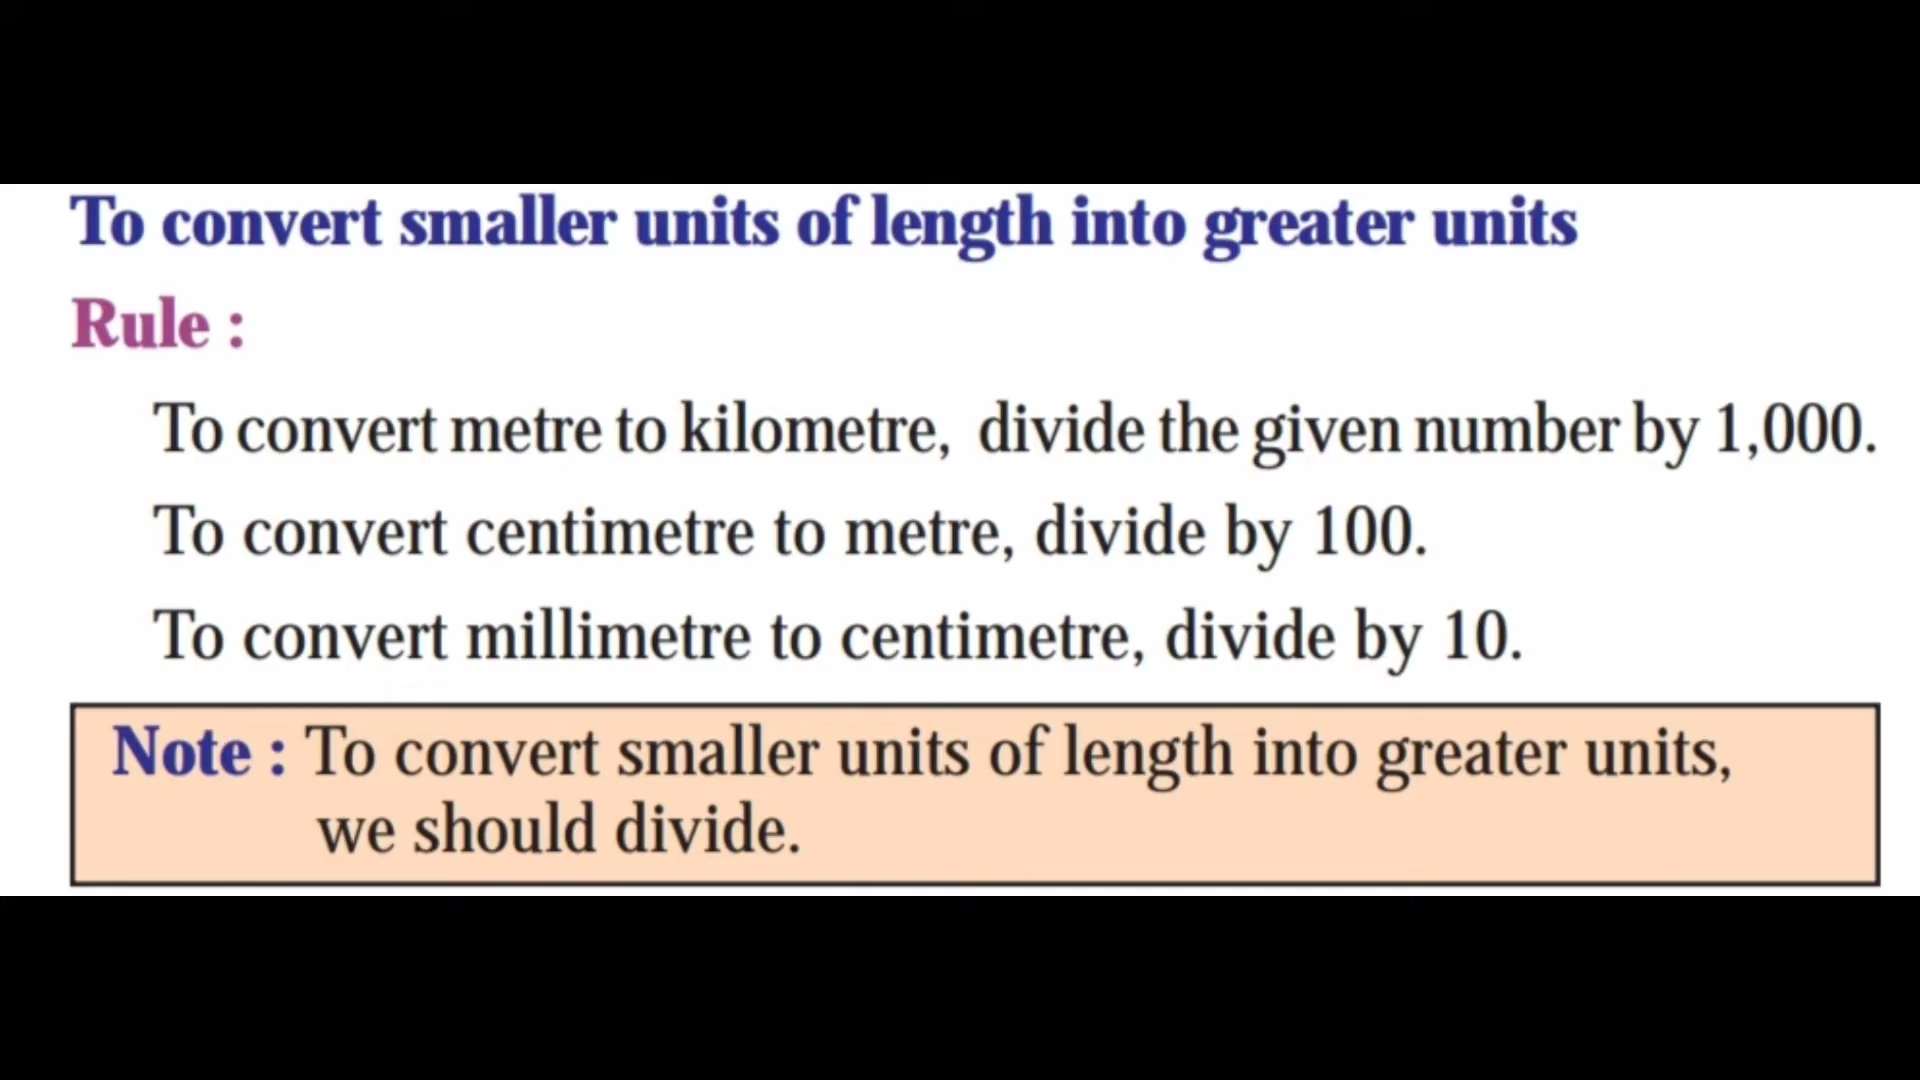 To convert smaller units of length into greater units
Rule :
To convert metre to kilometre, divide the given number by 1,000.
To convert centimetre to metre, divide by 100.
To convert millimetre to centimetre, divide by 10.
Note : To convert smaller units of length into greater units,
we should divide.